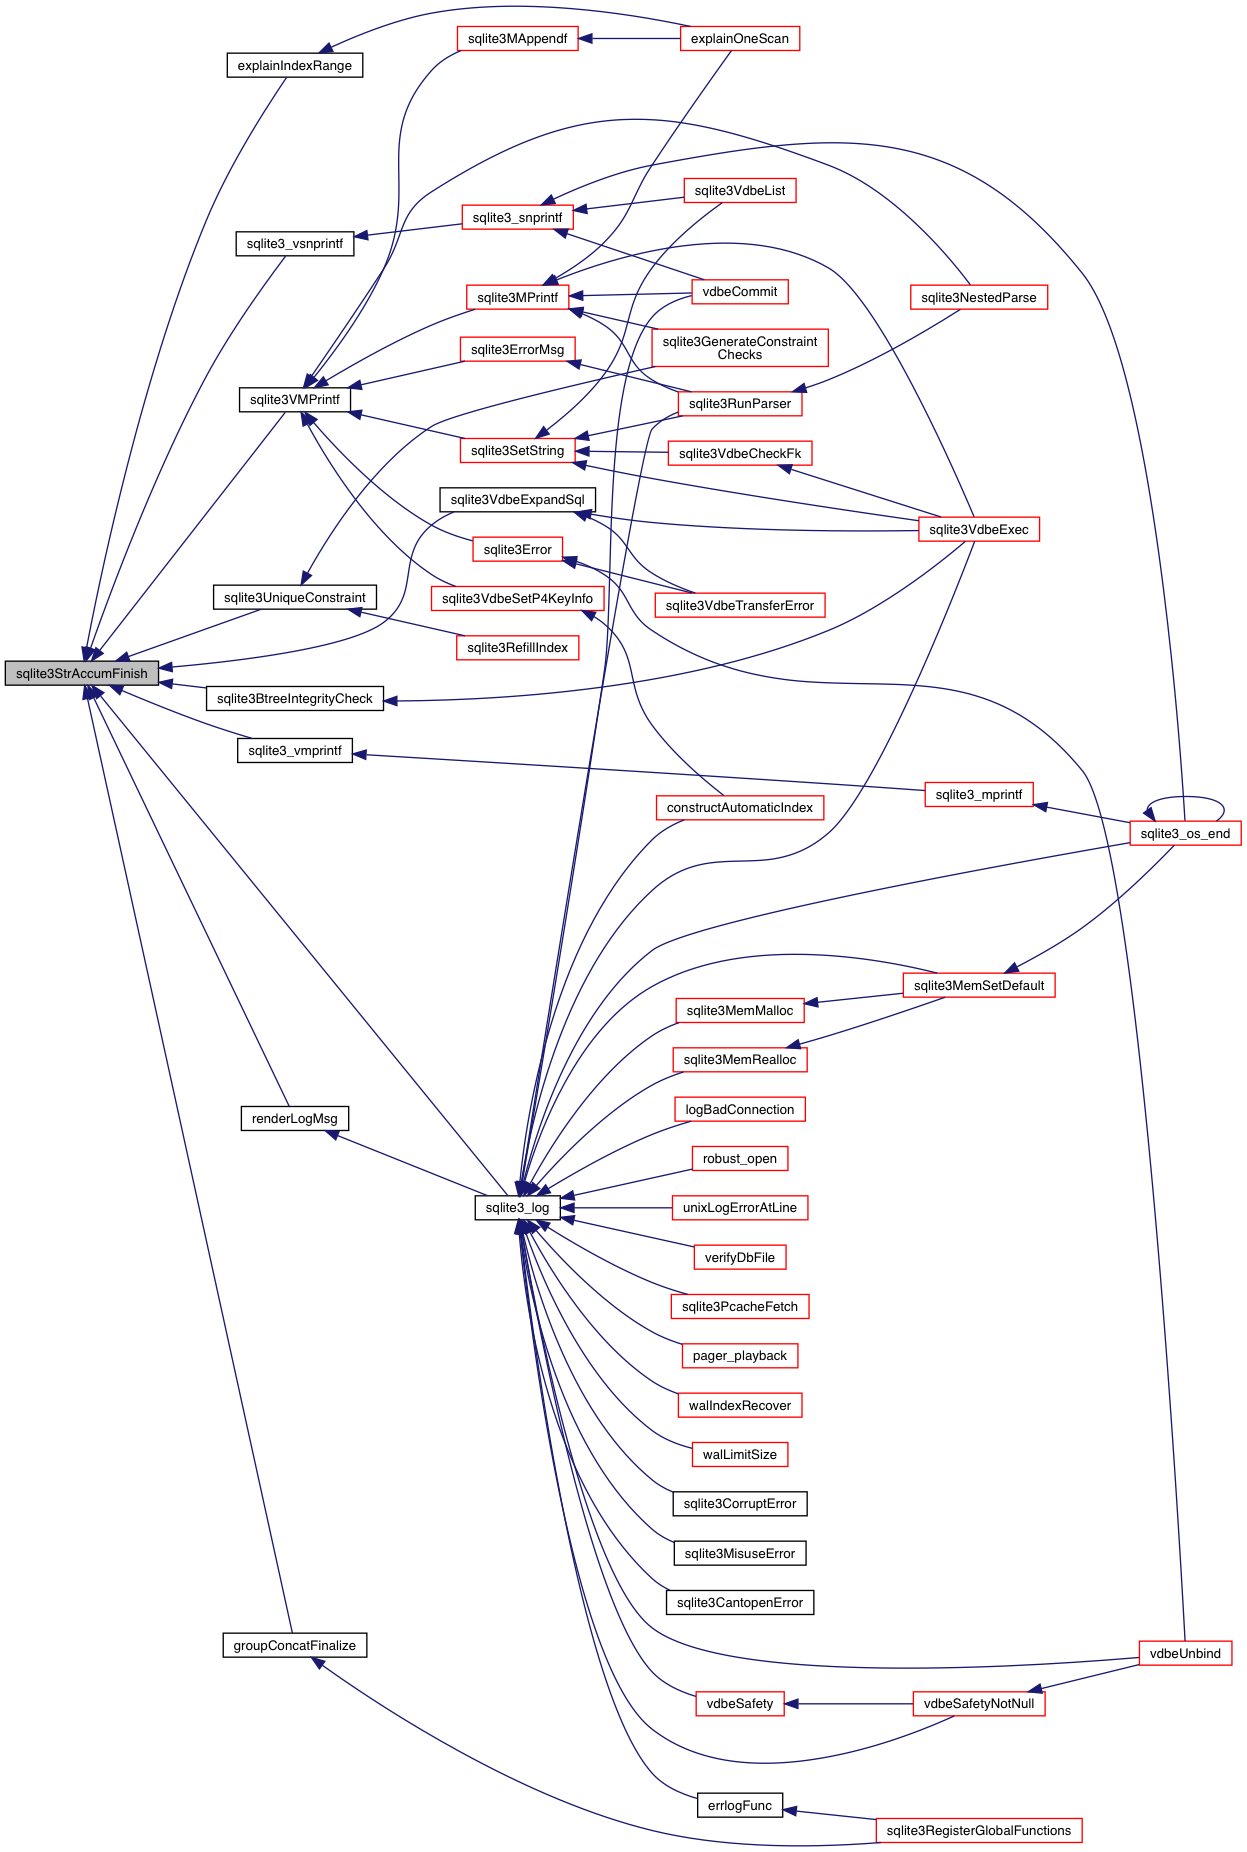 sqlite3MAppendf
explainOneScan
explainIndexRange
sqlite3VdbeList
sqlite3_snprintf
sqlite3_vsnprintf
vdbeCommit
sqlite3MPrintf
sqlite3NestedParse
sqlite3GenerateConstraint
Checks
sqlite3ErrorMsg
sqlite3VMPrintf
sqlite3RunParser
sqlite3SetString
sqlite3VdbeCheckFk
sqlite3VdbeExpandSql
sqlite3VdbeExec
sqlite3Error
sqlite3UniqueConstraint
sqlite3VdbeSetP4KeyInfo
sqlite3VdbeTransferError
sqlite3RefillIndex
sqlite3StrAccumFinish
sqlite3BtreeIntegrityCheck
sqlite3_vmprintf
sqlite3_mprintf
constructAutomaticIndex
sqlite3_os_end
sqlite3MemSetDefault
sqlite3MemMalloc
sqlite3MemRealloc
logBadConnection
renderLogMsg
robust_open
sqlite3_log
unixLogErrorAtLine
verifyDbFile
sqlite3PcacheFetch
pager_playback
walIndexRecover
walLimitSize
sqlite3CorruptError
sqlite3MisuseError
sqlite3CantopenError
groupConcatFinalize
vdbeUnbind
vdbeSafety
vdbeSafetyNotNull
errlogFunc
sqlite3RegisterGlobalFunctions